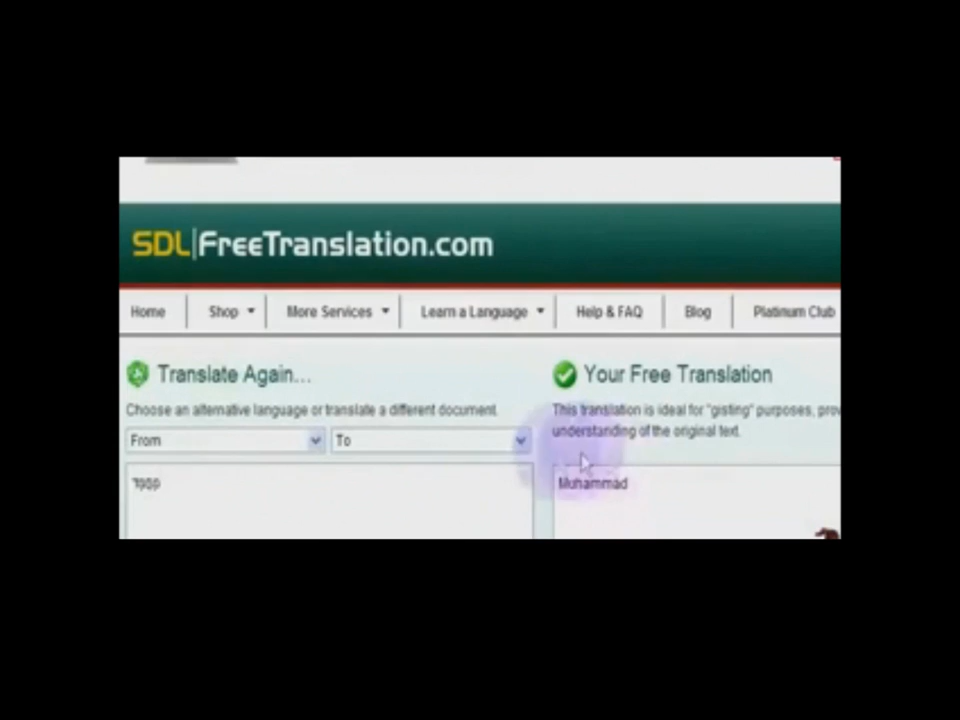 SDL|FreeTranslation.com
Home Shop More Services Learn a Language Help & FAQ Blog Platinum Club
Translate Again...
Choose an alternative language or translate a different document.
From To
Your Free Translation
This translation is ideal for "gisting" purposes, prov
understanding of the original text.
Muhammad